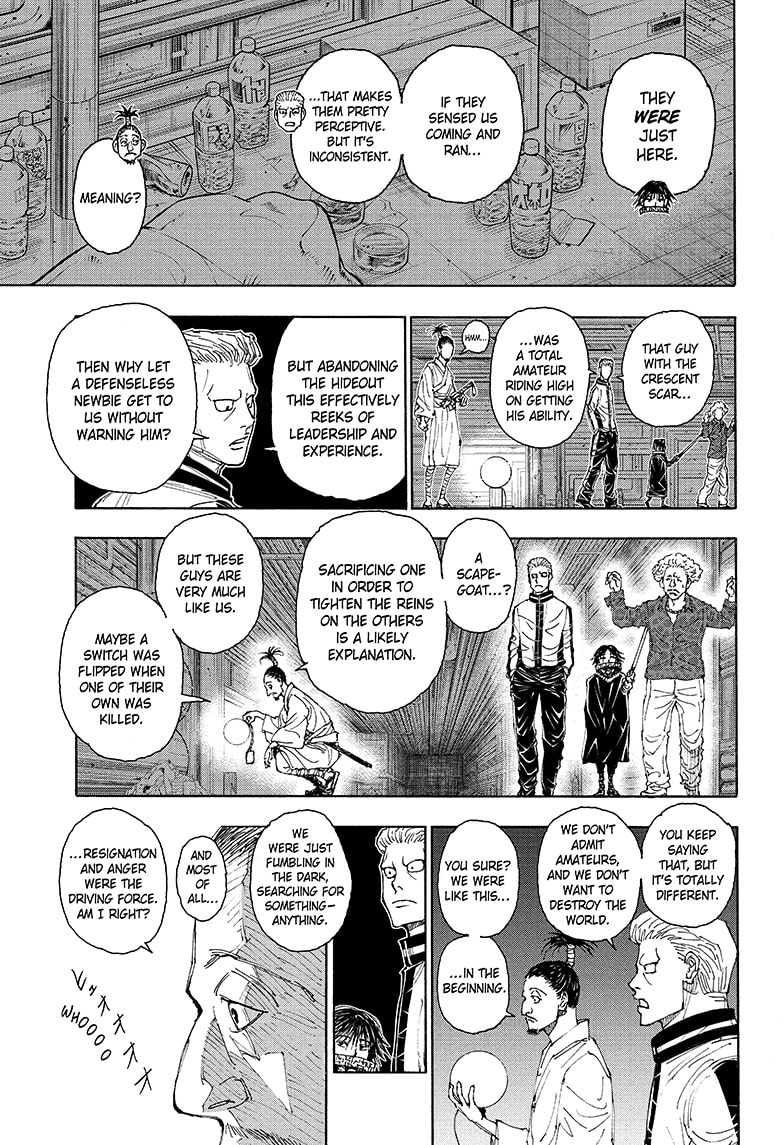 THEY
WERE
JUST
HERE.
IF THEY
SENSED US
COMING AND
RAN...
...THAT MAKES
THEM PRETTY
PERCEPTIVE.
BUT IT'S
INCONSISTENT.
MEANING?
THAT GUY
WITH THE
CRESCENT
SCAR...
...WAS
A TOTAL
AMATEUR
RIDING HIGH
ON GETTING
HIS ABILITY.
HMM...
BUT ABANDONING
THE HIDEOUT
THIS EFFECTIVELY
REEKS OF
LEADERSHIP AND
EXPERIENCE.
THEN WHY LET
A DEFENSELESS
NEWBIE GET TO
US WITHOUT
WARNING HIM?
A
SCAPE-
GOAT...?
SACRIFICING ONE
IN ORDER TO
TIGHTEN THE REINS
ON THE OTHERS
IS A LIKELY
EXPLANATION.
BUT THESE
GUYS ARE
VERY MUCH
LIKE US.
MAYBE A
SWITCH WAS
FLIPPED WHEN
ONE OF THEIR
OWN WAS
KILLED.
YOU KEEP
SAYING
THAT, BUT
IT'S TOTALLY
DIFFERENT.
WE DON'T
ADMIT
AMATEURS,
AND WE DON'T
WANT TO
DESTROY THE
WORLD.
YOU SURE?
WE WERE
LIKE THIS...
...IN THE
BEGINNING.
WE
WERE JUST
FUMBLING IN
THE DARK,
SEARCHING FOR
SOMETHING—
ANYTHING.
AND
MOST OF
ALL...
...RESIGNATION
AND ANGER
WERE THE
DRIVING FORCE.
AM I RIGHT?
WHOOOO